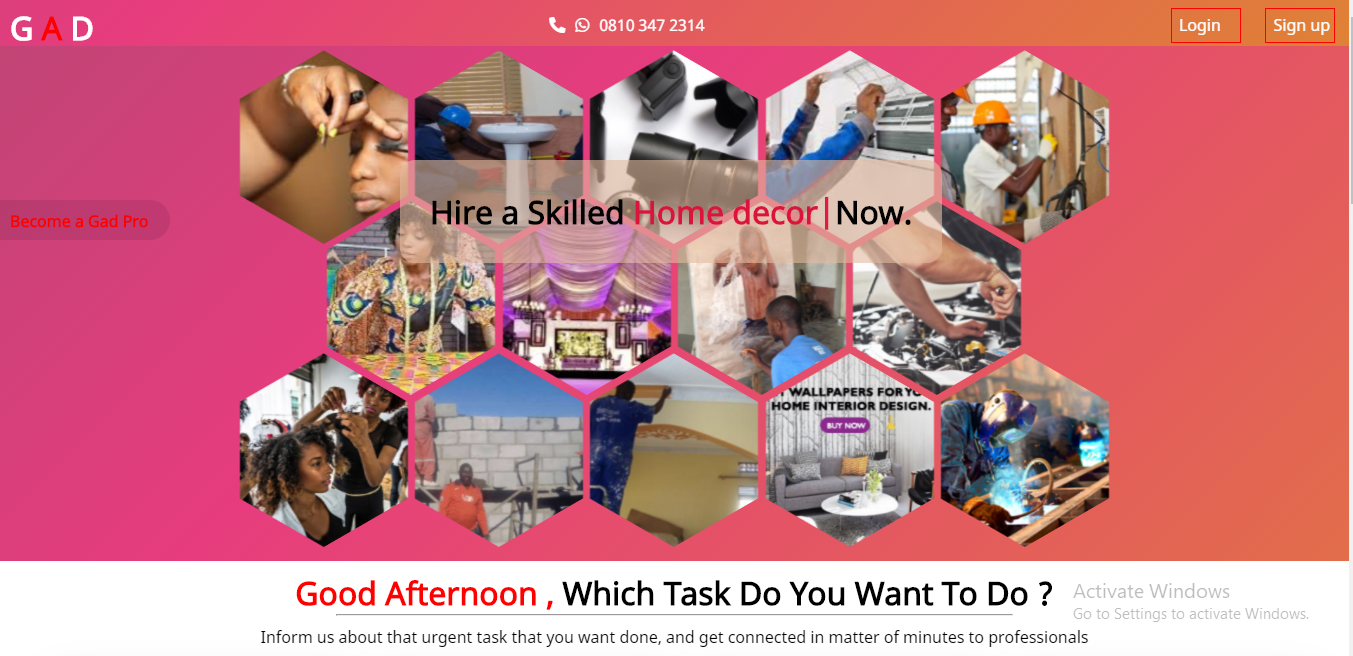 G A D
0810 347 2314
Login
Sign up
Become a Gad Pro
Hire a Skilled Home decor|Now.
WALLPAPERS FOR YO
HOME INTERIOR DESIGN.
BUY NOW
Good Afternoon , Which Task Do You Want To Do ?
Inform us about that urgent task that you want done, and get connected in matter of minutes to professionals
Activate Windows
Go to Settings to activate Windows.